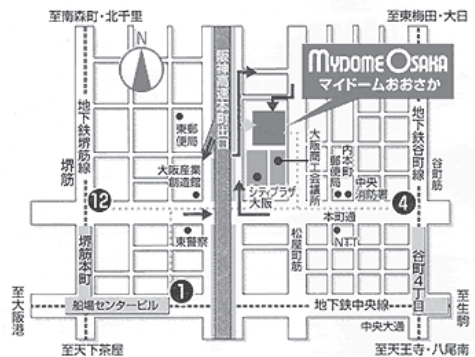 至南森町・北千里
至東梅田・大日
N
MYDOME OSAKA
マイドームおおさか
阪神高速本町出口
地下鉄堺筋線
堺筋
東郵便局
大阪産業創造館
シティプラザ大阪
大阪商工会議所
内本町郵便局
中央消防署
地下鉄谷町線
谷町筋
12
4
本町通
東警察
NTT
松屋町筋
堺筋本町
谷町4丁目
1
船場センタービル
地下鉄中央線
至大阪港
至生駒
中央大通
至天下茶屋
至天王寺・八尾南